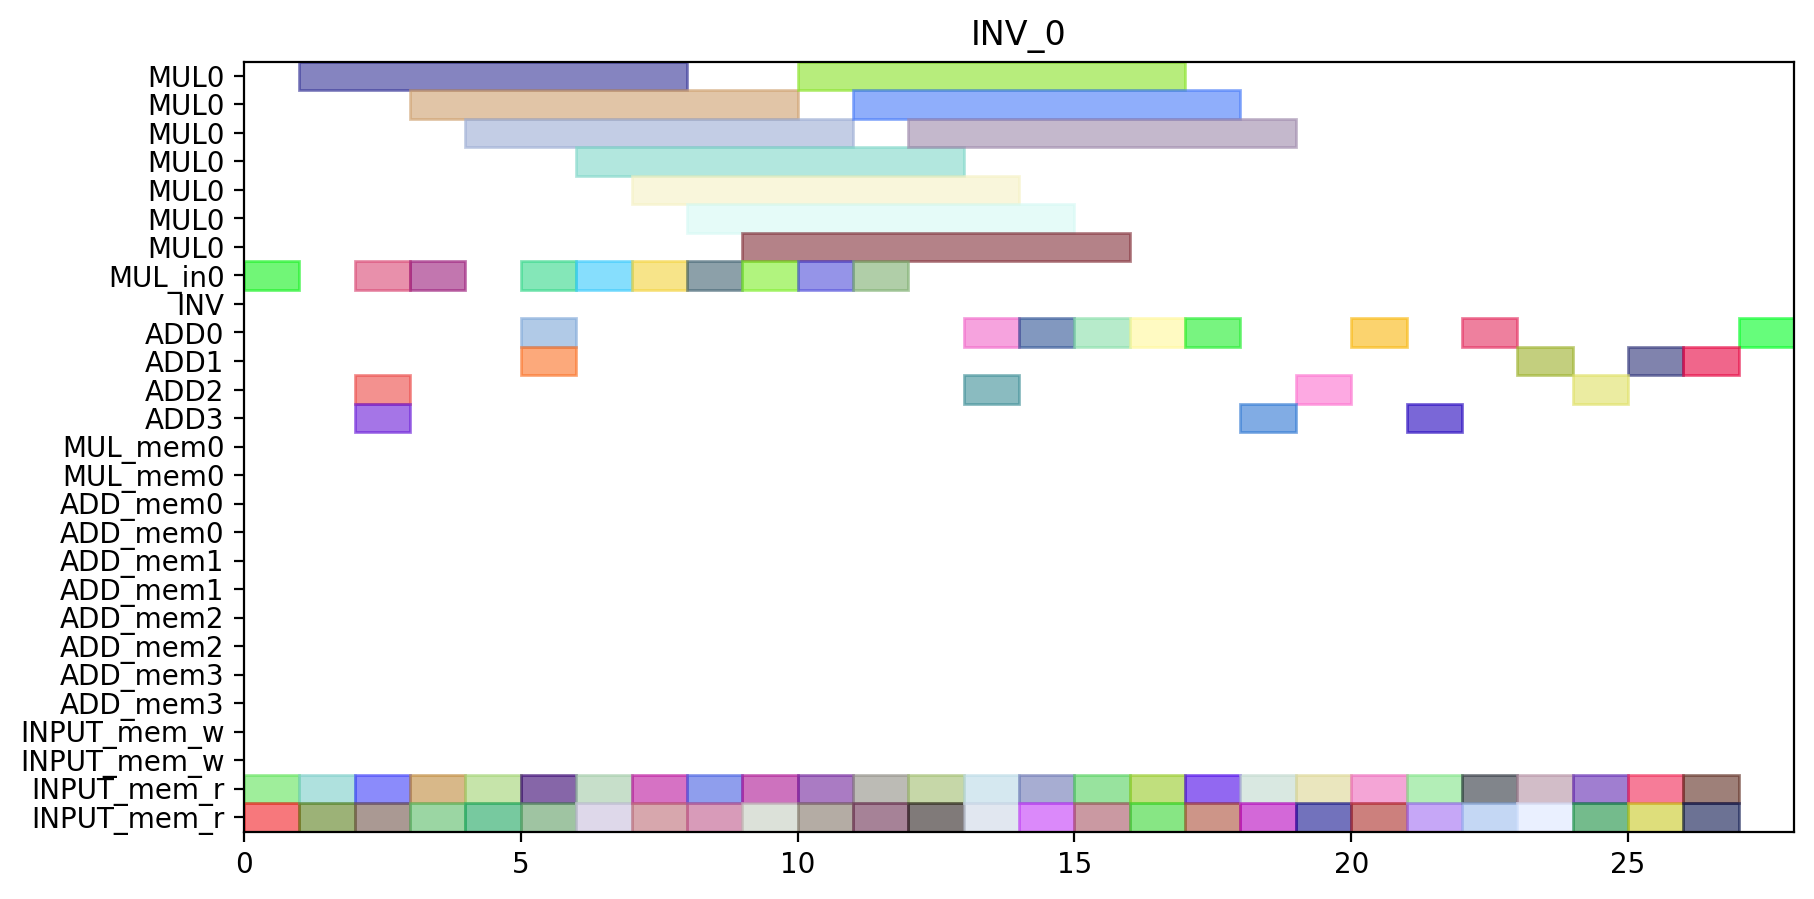 INV_0
MUL0
MUL0
MUL0
MUL0
MUL0
MUL0
MUL0
MUL_in0
INV
ADD0
ADD1
ADD2
ADD3
MUL_mem0
MUL_mem0
ADD_mem0
ADD_mem0
ADD_mem1
ADD_mem1
ADD_mem2
ADD_mem2
ADD_mem3
ADD_mem3
INPUT_mem_w
INPUT_mem_w
INPUT_mem_r
INPUT_mem_r
0 5 10 15 20 25